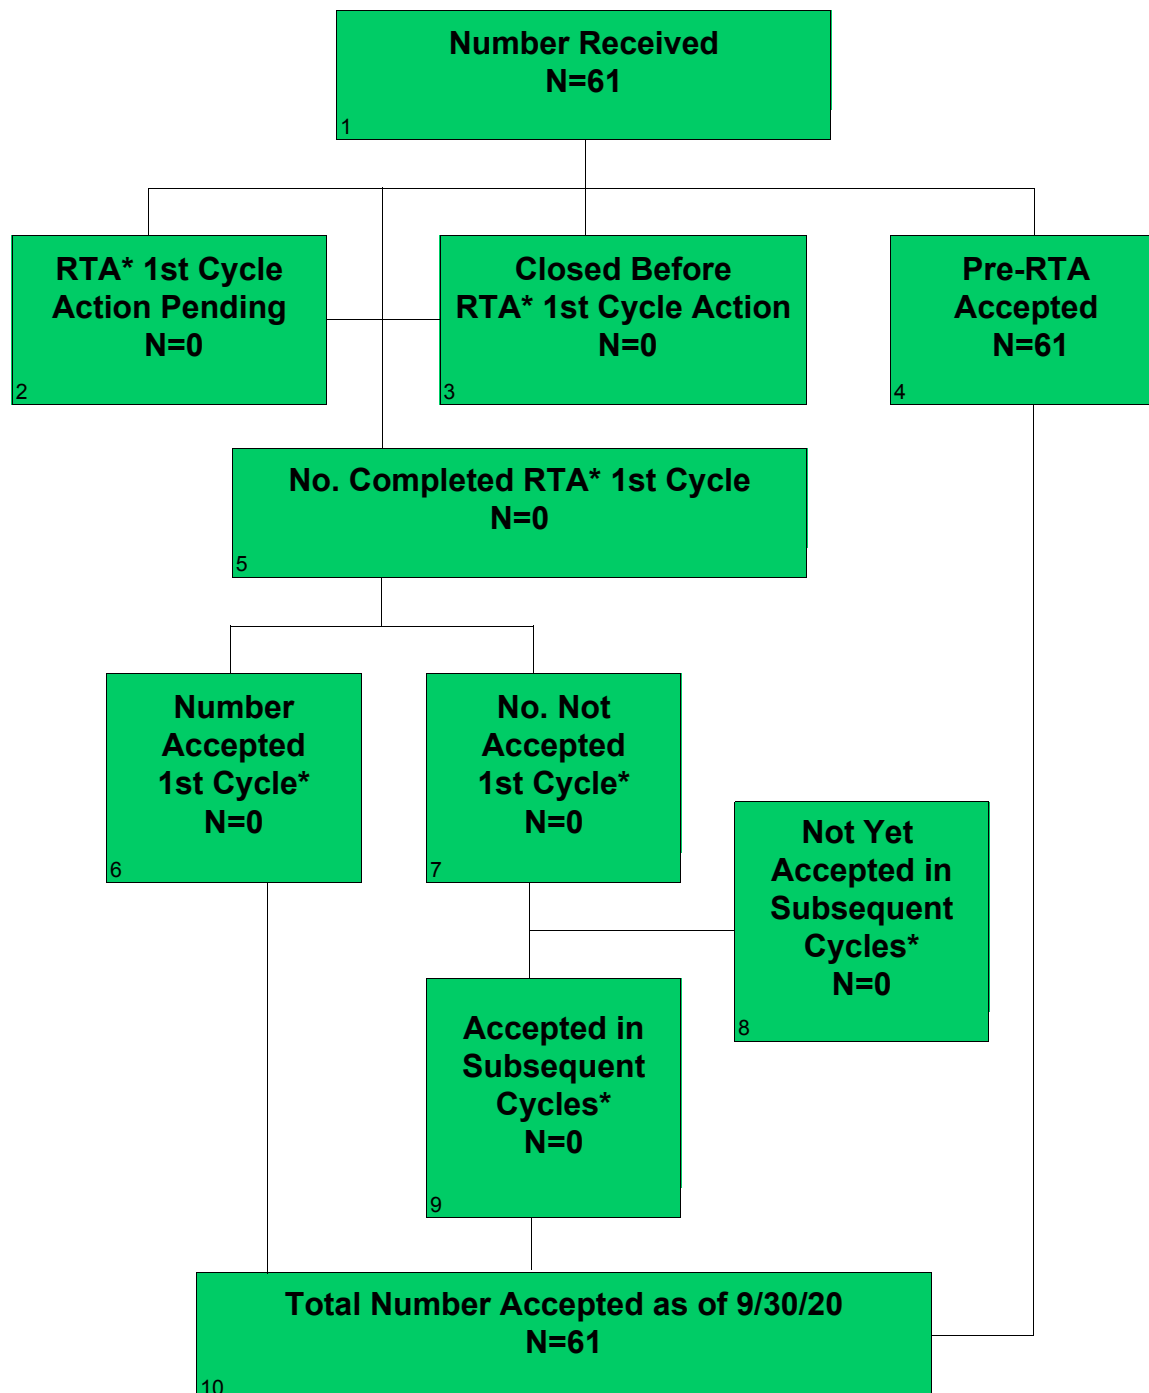 Number Received
N=61
1
RTA* 1st Cycle
Action Pending
N=0
2
Closed Before
RTA* 1st Cycle Action
N=0
3
Pre-RTA
Accepted
N=61
4
No. Completed RTA* 1st Cycle
N=0
5
Number
Accepted
1st Cycle*
N=0
6
No. Not
Accepted
1st Cycle*
N=0
7
Not Yet
Accepted in
Subsequent
Cycles*
N=0
8
Accepted in
Subsequent
Cycles*
N=0
9
Total Number Accepted as of 9/30/20
N=61
10